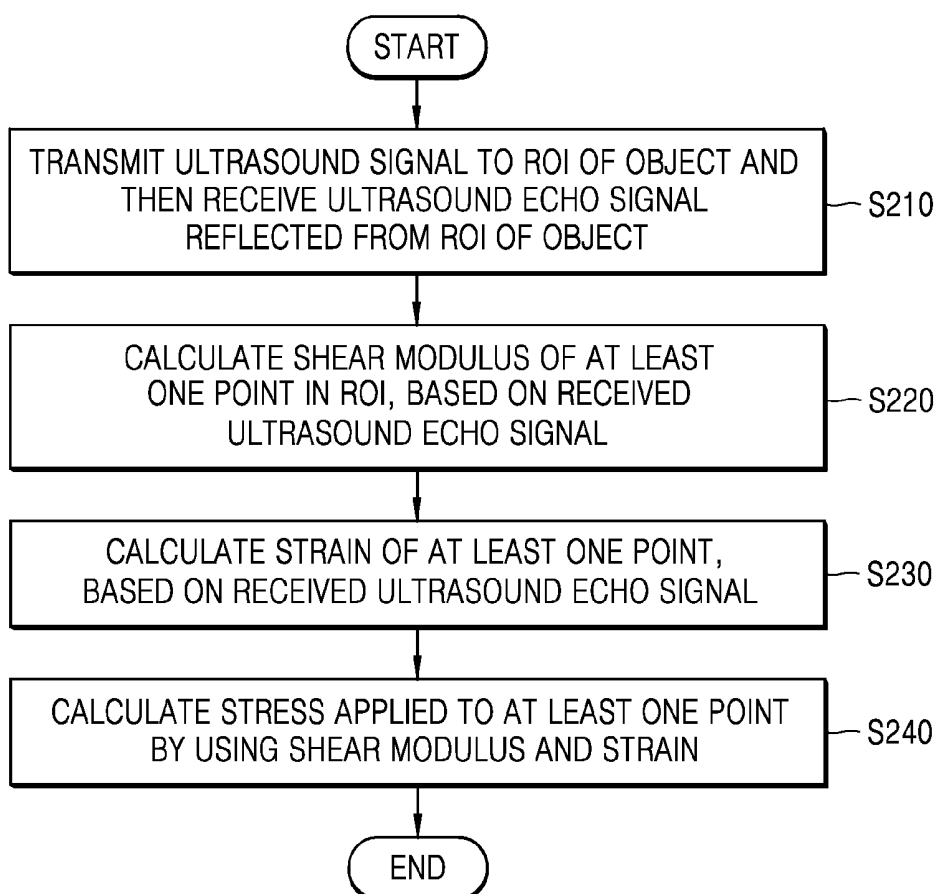 START
TRANSMIT ULTRASOUND SIGNAL TO ROI OF OBJECT AND
THEN RECEIVE ULTRASOUND ECHO SIGNAL
REFLECTED FROM ROI OF OBJECT
S210
CALCULATE SHEAR MODULUS OF AT LEAST
ONE POINT IN ROI, BASED ON RECEIVED
ULTRASOUND ECHO SIGNAL
S220
CALCULATE STRAIN OF AT LEAST ONE POINT,
BASED ON RECEIVED ULTRASOUND ECHO SIGNAL
S230
CALCULATE STRESS APPLIED TO AT LEAST ONE POINT
BY USING SHEAR MODULUS AND STRAIN
S240
END